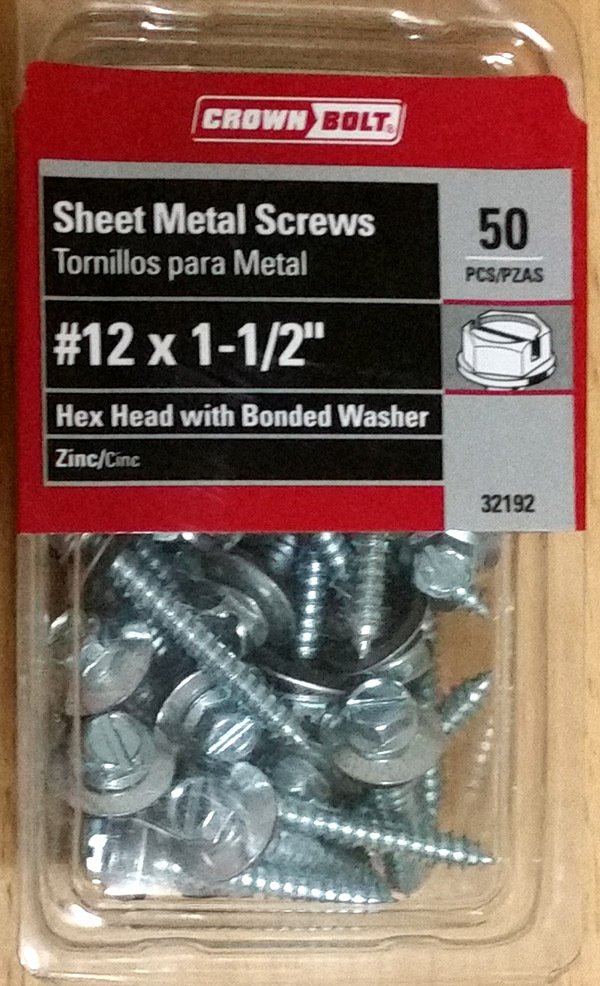 CROWN BOLT®
Sheet Metal Screws
Tornillos para Metal
50
PCS/PZAS
#12 x 1-1/2"
Hex Head with Bonded Washer
Zinc/Cinc
32192